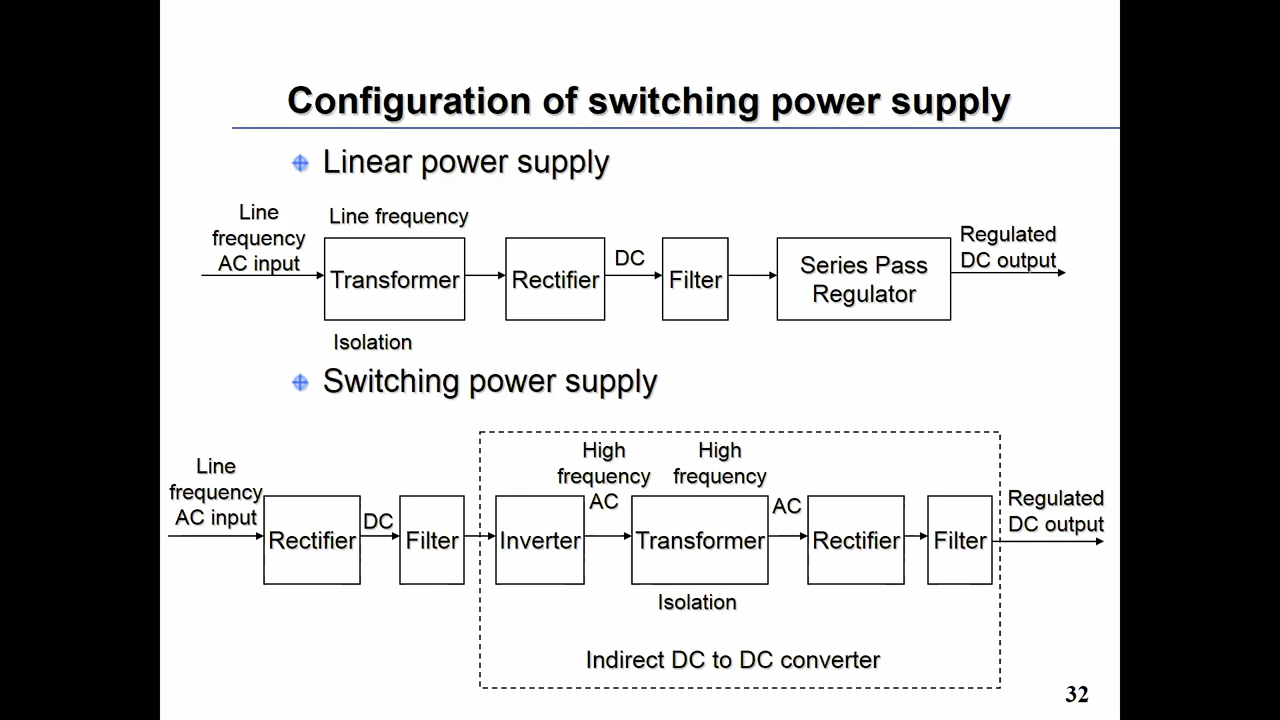 Configuration of switching power supply
Linear power supply
Line
frequency
AC input
Line frequency
Transformer
Isolation
Rectifier
DC
Filter
Series Pass
Regulator
Regulated
DC output
Switching power supply
Line
frequency
AC input
Rectifier
DC
Filter
Inverter
High
frequency
AC
High
frequency
Transformer
Isolation
AC
Rectifier
Filter
Regulated
DC output
Indirect DC to DC converter
32